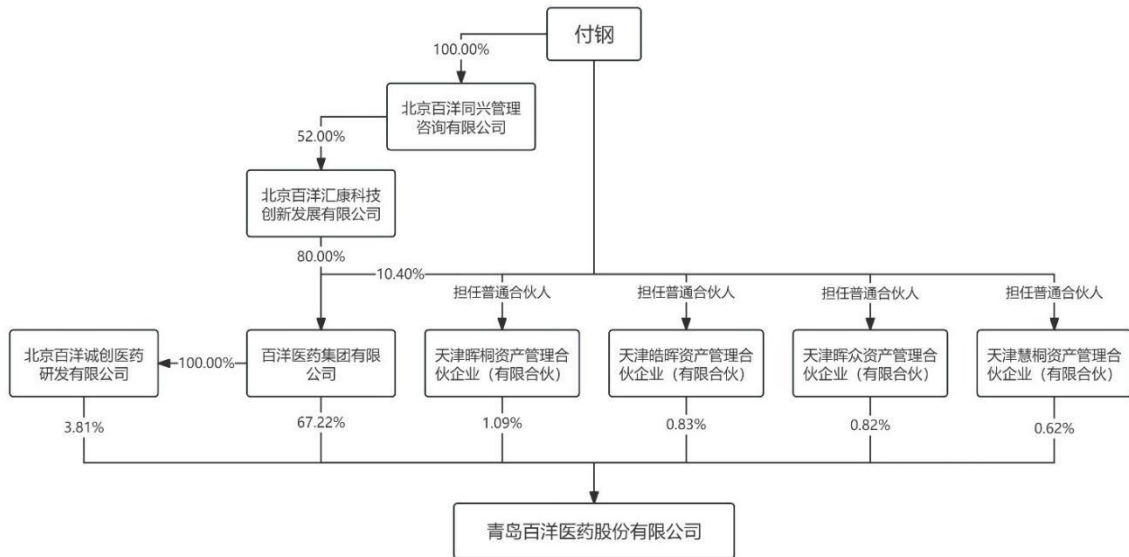 付钢
100.00%
北京百洋同兴管理
咨询有限公司
52.00%
北京百洋汇康科技
创新发展有限公司
80.00%
10.40%
担任普通合伙人
担任普通合伙人
担任普通合伙人
担任普通合伙人
北京百洋诚创医药
研发有限公司
100.00%
百洋医药集团有限
公司
天津晖桐资产管理合
伙企业（有限合伙）
天津皓晖资产管理合
伙企业（有限合伙）
天津晖众资产管理合
伙企业（有限合伙）
天津慧桐资产管理合
伙企业（有限合伙）
3.81%
67.22%
1.09%
0.83%
0.82%
0.62%
青岛百洋医药股份有限公司